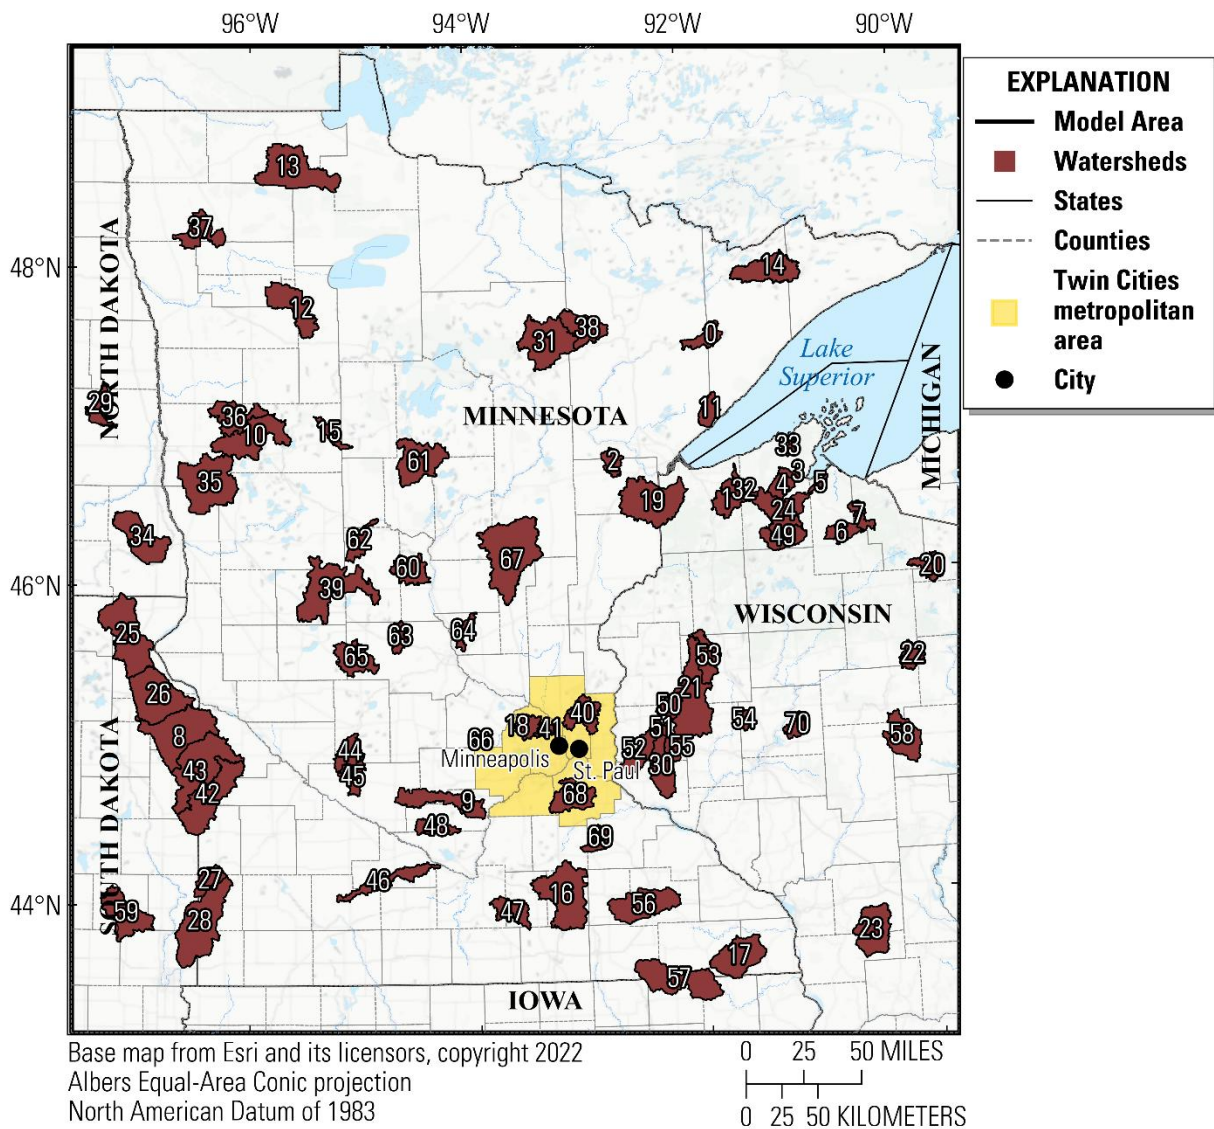 96°W 94°W 92°W 90°W
EXPLANATION
Model Area
Watersheds
States
Counties
Twin Cities
metropolitan
area
City
13
37
48°N
14
12
38
31
0
NORTH DAKOTA
Lake
Superior
MICHIGAN
29
36
10
15
11
MINNESOTA
33
61
2
3
35
19
1
32
4
5
24
7
34
49
6
62
67
60
20
46°N
39
WISCONSIN
25
64
63
65
53
22
26
21
50
40
18
41
54
70
8
66
51
58
44
Minneapolis
52
55
43
45
St. Paul
30
42
9
68
48
69
SOUTH DAKOTA
27
46
16
44°N
59
28
47
56
23
17
57
IOWA
Base map from Esri and its licensors, copyright 2022
Albers Equal-Area Conic projection
North American Datum of 1983
0 25 50 MILES
0 25 50 KILOMETERS